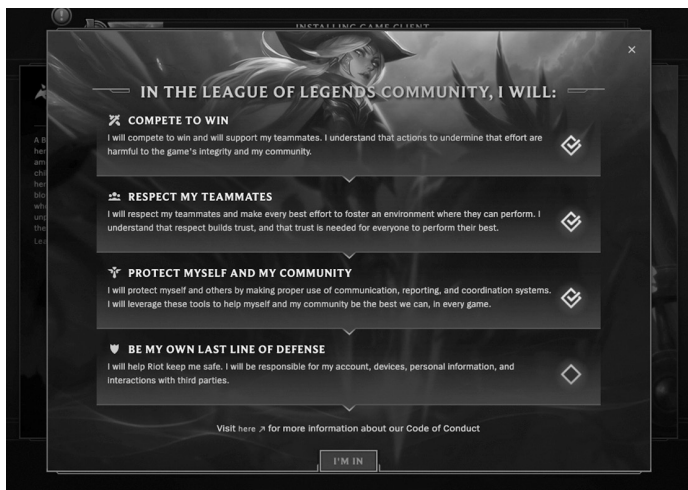 INSTALLING GAME CLIENT
IN THE LEAGUE OF LEGENDS COMMUNITY, I WILL:
COMPETE TO WIN
I will compete to win and will support my teammates. I understand that actions to undermine that effort are
harmful to the game's integrity and my community.
RESPECT MY TEAMMATES
I will respect my teammates and make every best effort to foster an environment where they can perform. I
understand that respect builds trust, and that trust is needed for everyone to perform their best.
PROTECT MYSELF AND MY COMMUNITY
I will protect myself and others by making proper use of communication, reporting, and coordination systems.
I will leverage these tools to help myself and my community be the best we can, in every game.
BE MY OWN LAST LINE OF DEFENSE
I will help Riot keep me safe. I will be responsible for my account, devices, personal information, and
interactions with third parties.
Visit here ↗ for more information about our Code of Conduct
I'M IN